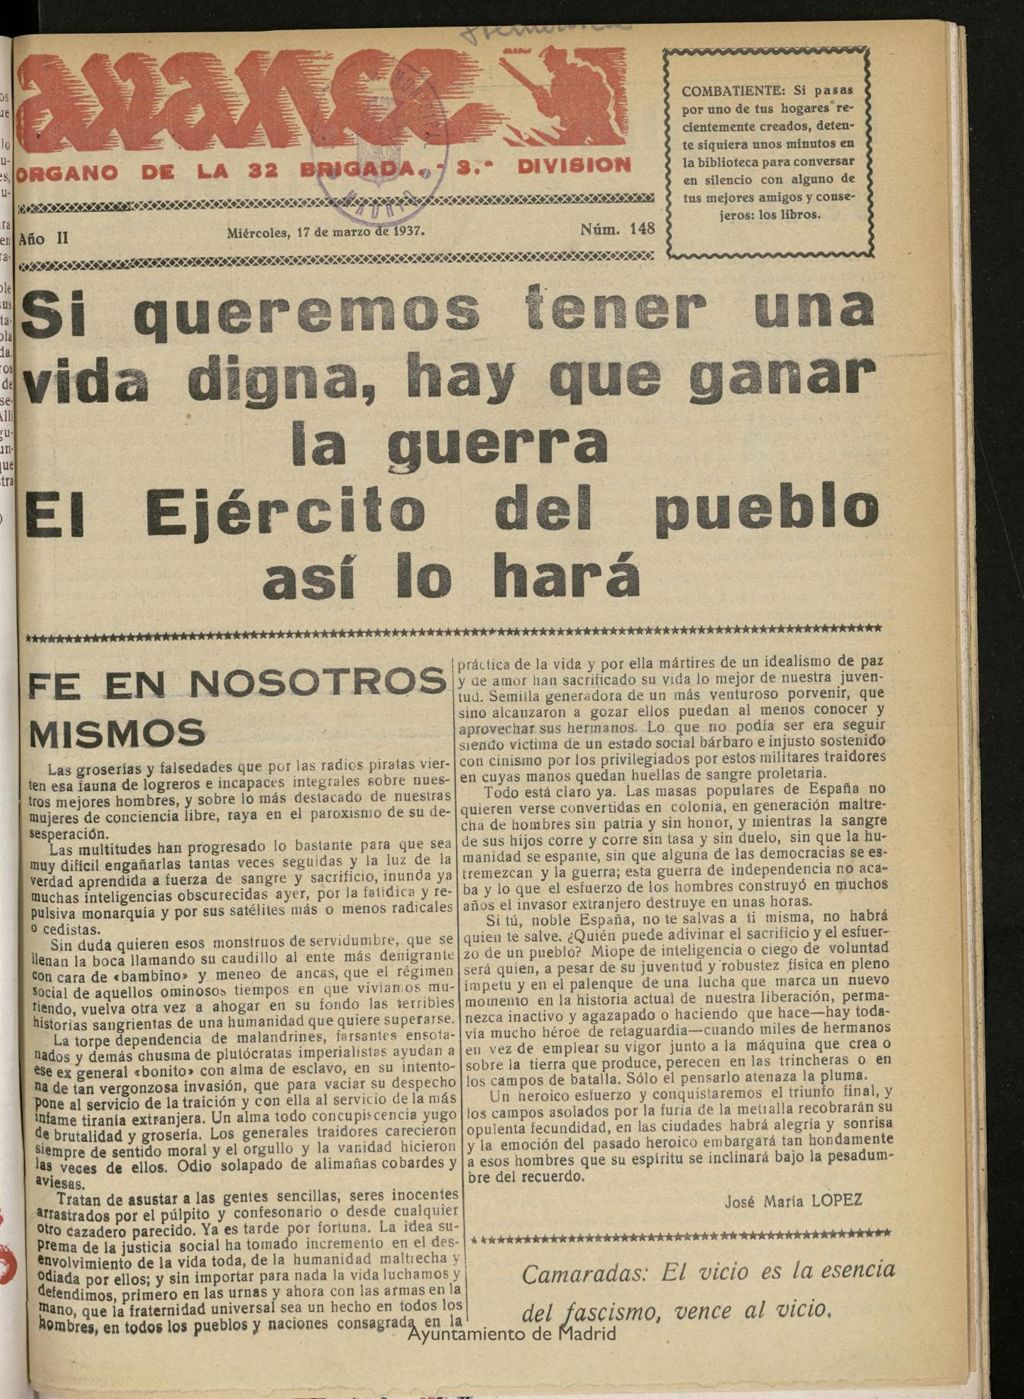 avance
ORGANO DE LA 32 BRIGADA. - 3.ª DIVISION
Año II
Miércoles, 17 de marzo de 1937.
Núm. 148
COMBATIENTE: Si pasas
por uno de tus hogares re-
cientemente creados, deten-
te siquiera unos minutos en
la biblioteca para conversar
en silencio con alguno de
tus mejores amigos y conse-
jeros: los libros.
Si queremos tener una
vida digna, hay que ganar
la guerra
El Ejército del pueblo
así lo hará
FE EN NOSOTROS
MISMOS
Las groserías y falsedades que por las radios piratas vier-
ten esa fauna de logreros e incapaces integrales sobre nues-
tros mejores hombres, y sobre lo más destacado de nuestras
mujeres de conciencia libre, raya en el paroxismo de su de-
sesperación.
Las multitudes han progresado lo bastante para que sea
muy difícil engañarlas tantas veces seguidas y la luz de la
verdad aprendida a fuerza de sangre y sacrificio, inunda ya
muchas inteligencias obscurecidas ayer, por la fatídica y re-
pulsiva monarquía y por sus satélites más o menos radicales
o cedistas.
Sin duda quieren esos monstruos de servidumbre, que se
llenan la boca llamando su caudillo al ente más denigrante
con cara de «bambino» y meneo de ancas, que el régimen
social de aquellos ominosos tiempos en que vivíamos mu-
riendo, vuelva otra vez a ahogar en su fondo las terribles
historias sangrientas de una humanidad que quiere superarse.
La torpe dependencia de malandrines, farsantes ensota-
nados y demás chusma de plutócratas imperialistas ayudan a
ese ex general «bonito» con alma de esclavo, en su intento-
na de tan vergonzosa invasión, que para vaciar su despecho
pone al servicio de la traición y con ella al servicio de la más
infame tiranía extranjera. Un alma todo concupiscencia yugo
de brutalidad y grosería. Los generales traidores carecieron
siempre de sentido moral y el orgullo y la vanidad hicieron
las veces de ellos. Odio solapado de alimañas cobardes y
aviesas.
Tratan de asustar a las gentes sencillas, seres inocentes
arrastrados por el púlpito y confesonario o desde cualquier
otro cazadero parecido. Ya es tarde por fortuna. La idea su-
prema de la justicia social ha tomado incremento en el des-
envolvimiento de la vida toda, de la humanidad maltrecha y
odiada por ellos; y sin importar para nada la vida luchamos y
defendimos, primero en las urnas y ahora con las armas en la
mano, que la fraternidad universal sea un hecho en todos los
hombres, en todos los pueblos y naciones consagrada en la
práctica de la vida y por ella mártires de un idealismo de paz
y de amor han sacrificado su vida lo mejor de nuestra juven-
tud. Semilla generadora de un más venturoso porvenir, que
sino alcanzaron a gozar ellos puedan al menos conocer y
aprovechar sus hermanos. Lo que no podía ser era seguir
siendo víctima de un estado social bárbaro e injusto sostenido
con cinismo por los privilegiados por estos militares traidores
en cuyas manos quedan huellas de sangre proletaria.
Todo está claro ya. Las masas populares de España no
quieren verse convertidas en colonia, en generación maltre-
cha de hombres sin patria y sin honor, y mientras la sangre
de sus hijos corre y corre sin tasa y sin duelo, sin que la hu-
manidad se espante, sin que alguna de las democracias se es-
tremezcan y la guerra; esta guerra de independencia no aca-
ba y lo que el esfuerzo de los hombres construyó en muchos
años el invasor extranjero destruye en unas horas.
Si tú, noble España, no te salvas a ti misma, no habrá
quien te salve. ¿Quién puede adivinar el sacrificio y el esfuer-
zo de un pueblo? Miope de inteligencia o ciego de voluntad
será quien, a pesar de su juventud y robustez física en pleno
ímpetu y en el palenque de una lucha que marca un nuevo
momento en la historia actual de nuestra liberación, perma-
nezca inactivo y agazapado o haciendo que hace—hay toda-
vía mucho héroe de retaguardia—cuando miles de hermanos
en vez de emplear su vigor junto a la máquina que crea o
sobre la tierra que produce, perecen en las trincheras o en
los campos de batalla. Sólo el pensarlo atenaza la pluma.
Un heroico esfuerzo y conquistaremos el triunfo final, y
los campos asolados por la furia de la metralla recobrarán su
opulenta fecundidad, en las ciudades habrá alegría y sonrisa
y la emoción del pasado heroico embargará tan hondamente
a esos hombres que su espíritu se inclinará bajo la pesadum-
bre del recuerdo.
José María LOPEZ
Camaradas: El vicio es la esencia
del fascismo, vence al vicio.
Ayuntamiento de Madrid